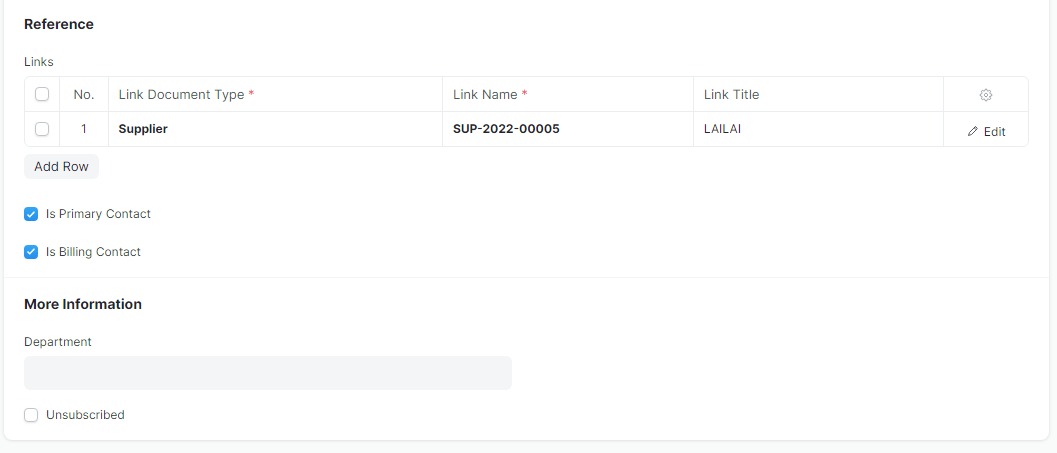 Reference
Links
No. Link Document Type * Link Name * Link Title
1 Supplier SUP-2022-00005 LAILAI Edit
Add Row
Is Primary Contact
Is Billing Contact
More Information
Department
Unsubscribed